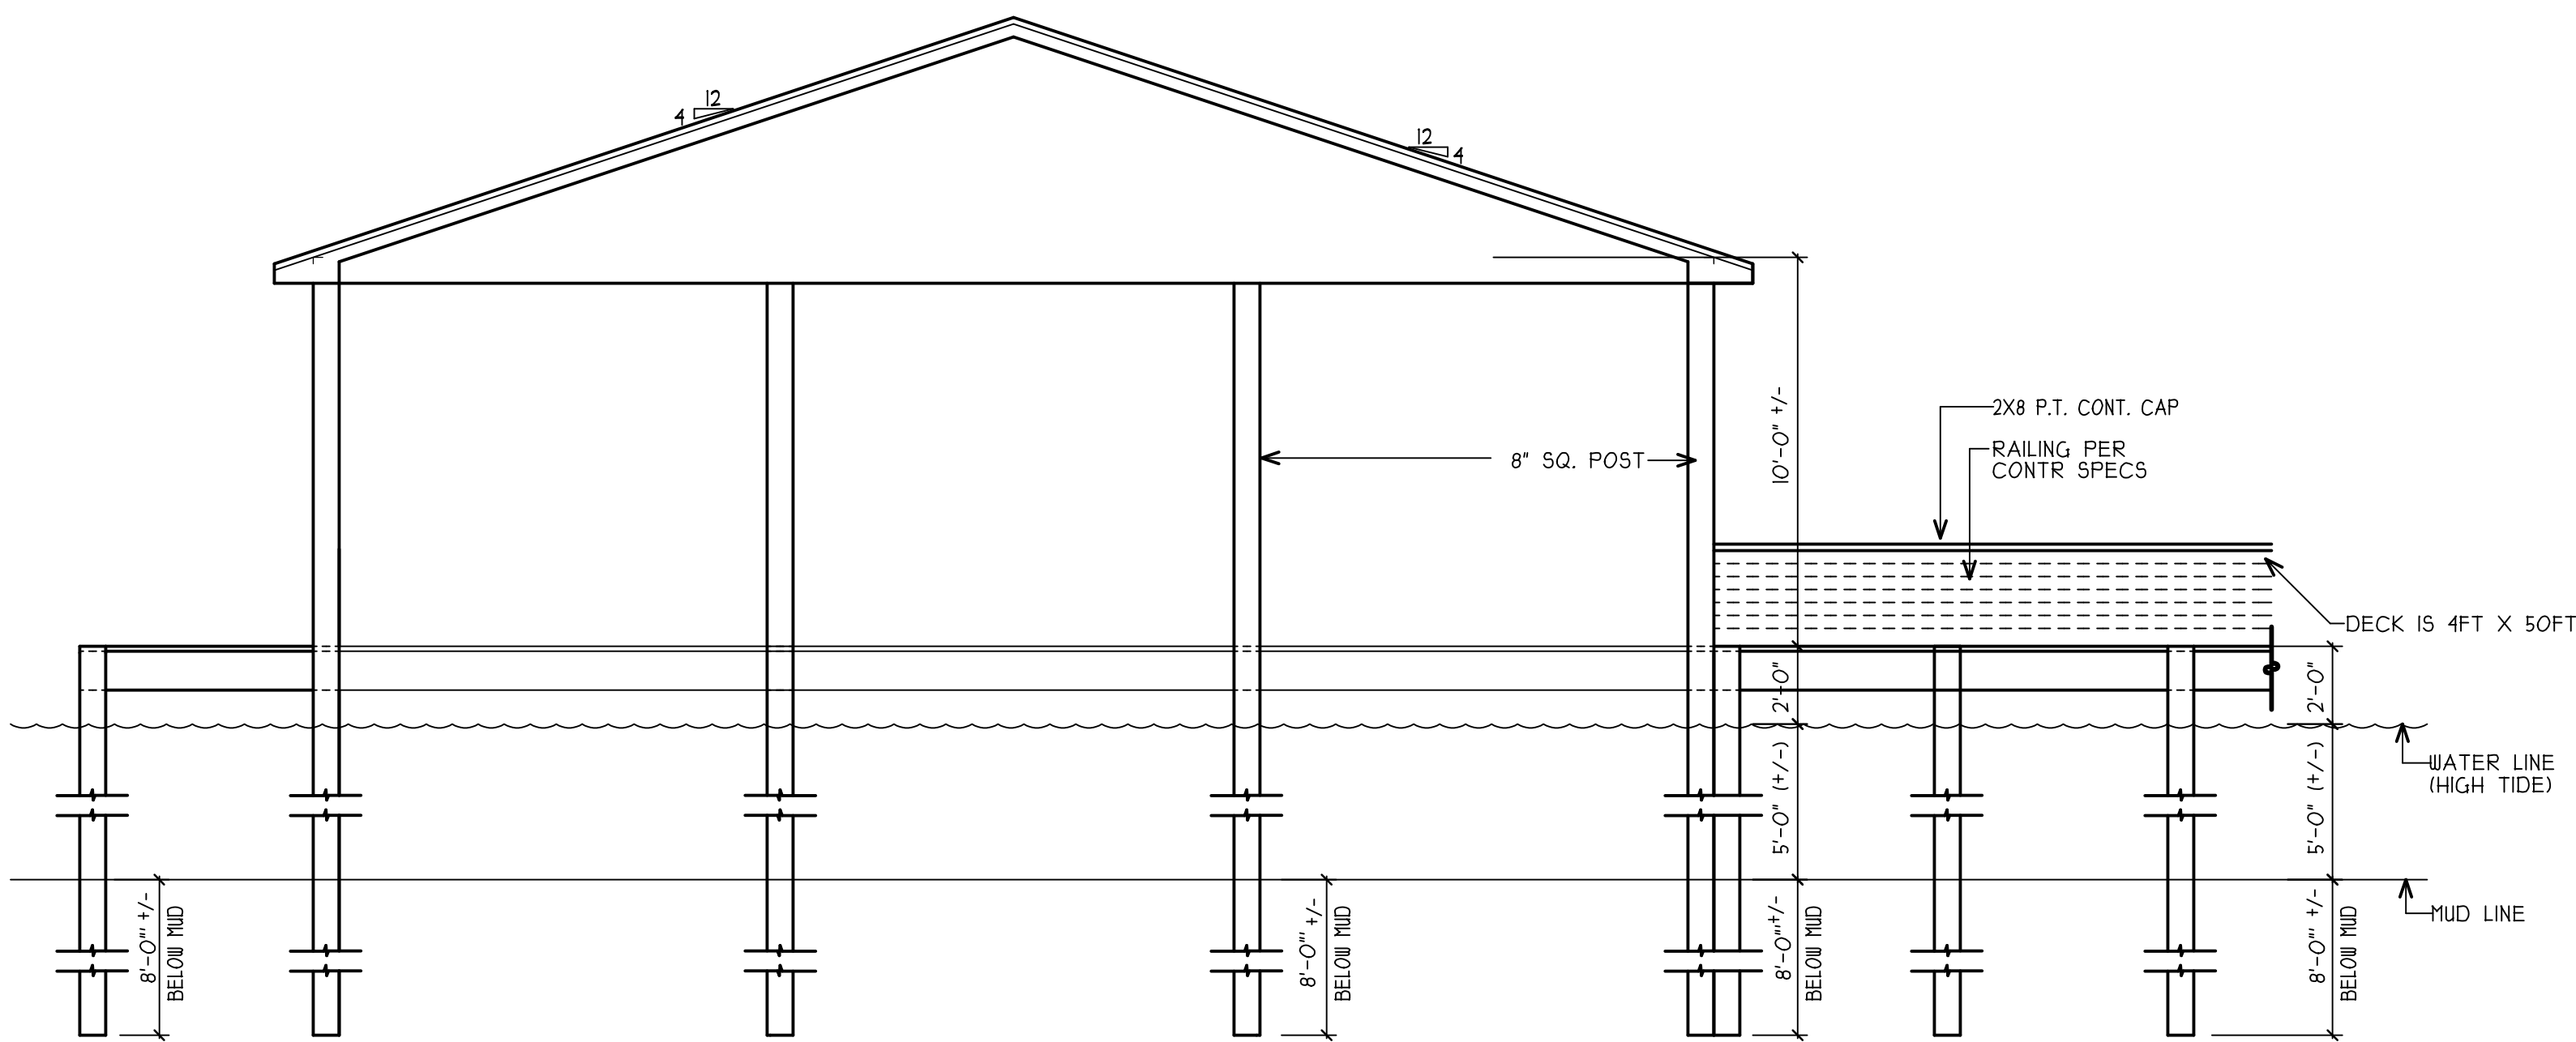 12
4
12
4
2X8 P.T. CONT. CAP
RAILING PER
CONTR SPECS
10'-0" +/-
8" SQ. POST
DECK IS 4FT X 50FT
2'-0"
2'-0"
WATER LINE
(HIGH TIDE)
5'-0" (+/-)
5'-0" (+/-)
MUD LINE
8'-0"' +/-
BELOW MUD
8'-0"' +/-
BELOW MUD
8'-0"'+/-
BELOW MUD
8'-0"' +/-
BELOW MUD